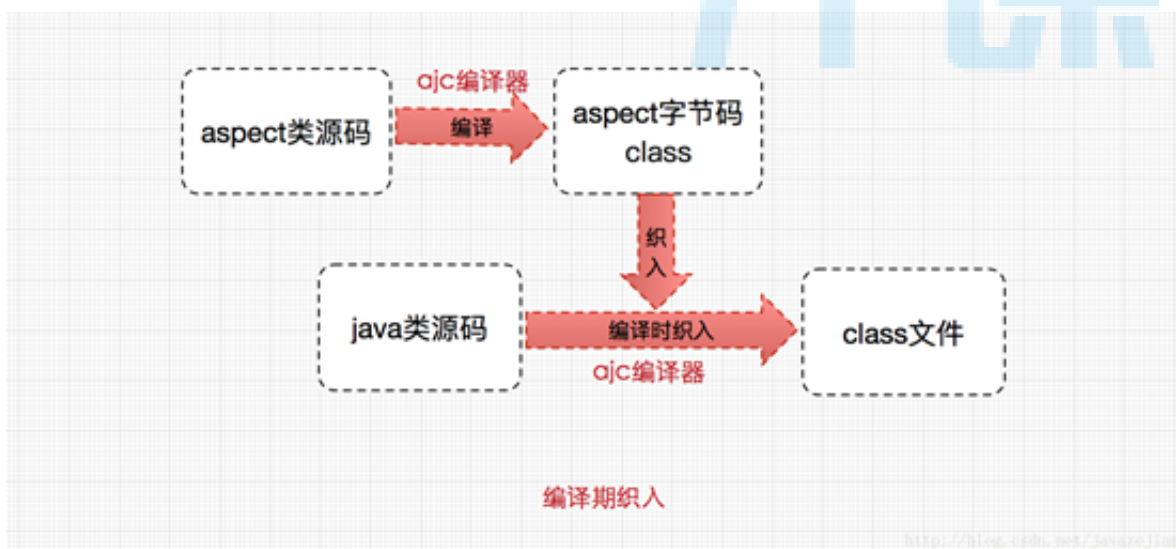 ajc编译器
aspect类源码
编译
aspect字节码
class
织
入
java类源码
编译时织入
class文件
ajc编译器
编译期织入